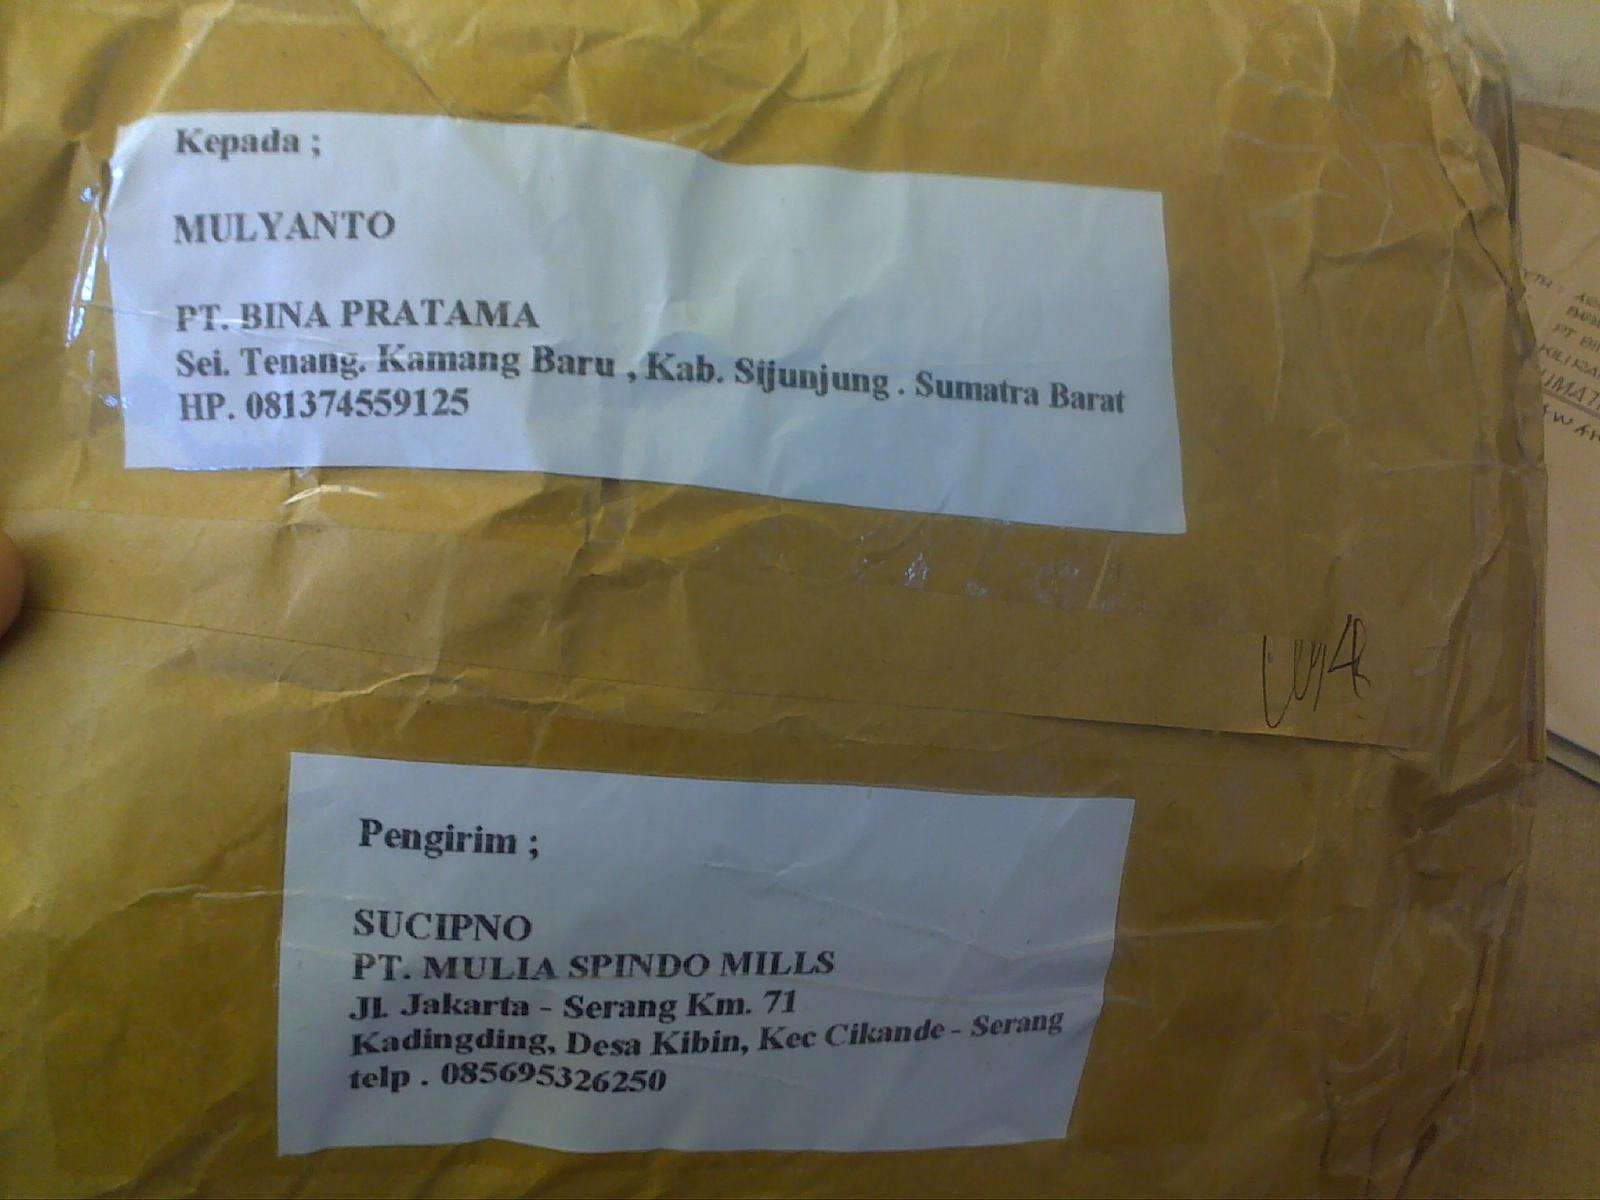 Kepada ;
MULYANTO
PT. BINA PRATAMA
Sei. Tenang. Kamang Baru , Kab. Sijunjung . Sumatra Barat
HP. 081374559125
Pengirim ;
SUCIPNO
PT. MULIA SPINDO MILLS
Jl. Jakarta - Serang Km. 71
Kadingding, Desa Kibin, Kec Cikande - Serang
telp . 085695326250